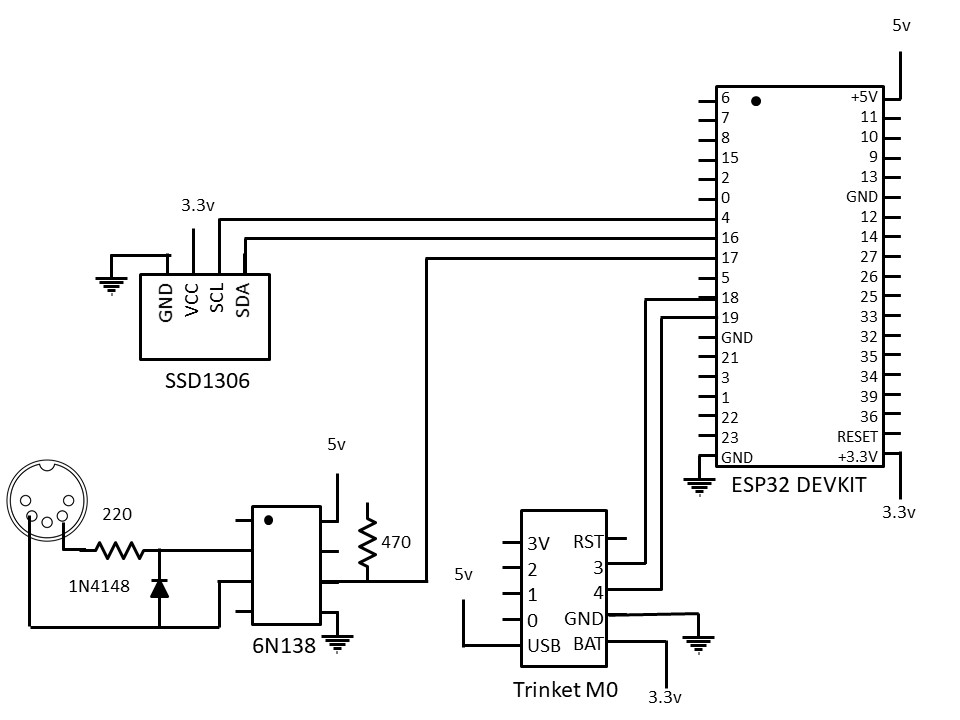 5v
6
7
8
15
2
0
4
16
17
5
18
19
GND
21
3
1
22
23
GND
+5V
11
10
9
13
GND
12
14
27
26
25
33
32
35
34
39
36
RESET
+3.3V
ESP32 DEVKIT
3.3v
3.3v
GND
VCC
SCL
SDA
SSD1306
5v
220
470
1N4148
6N138
5v
3V
2
1
0
USB
RST
3
4
GND
BAT
Trinket M0
3.3v